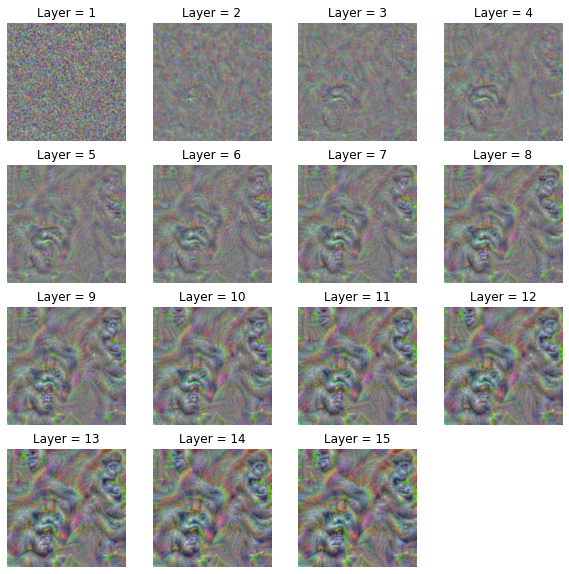 Layer = 1
Layer = 2
Layer = 3
Layer = 4
Layer = 5
Layer = 6
Layer = 7
Layer = 8
Layer = 9
Layer = 10
Layer = 11
Layer = 12
Layer = 13
Layer = 14
Layer = 15